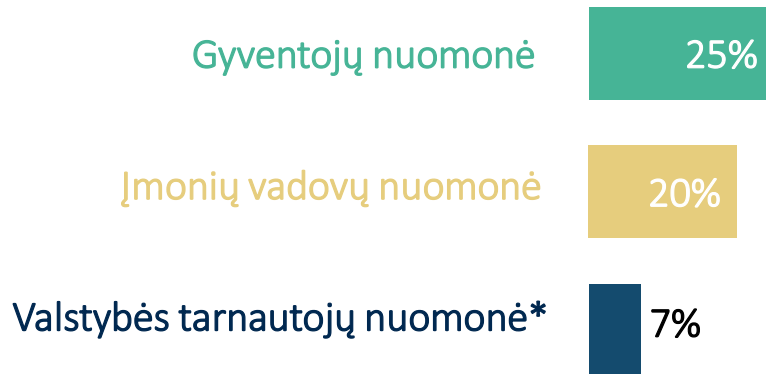 Gyventojų nuomonė 25%
Įmonių vadovų nuomonė 20%
Valstybės tarnautojų nuomonė* 7%